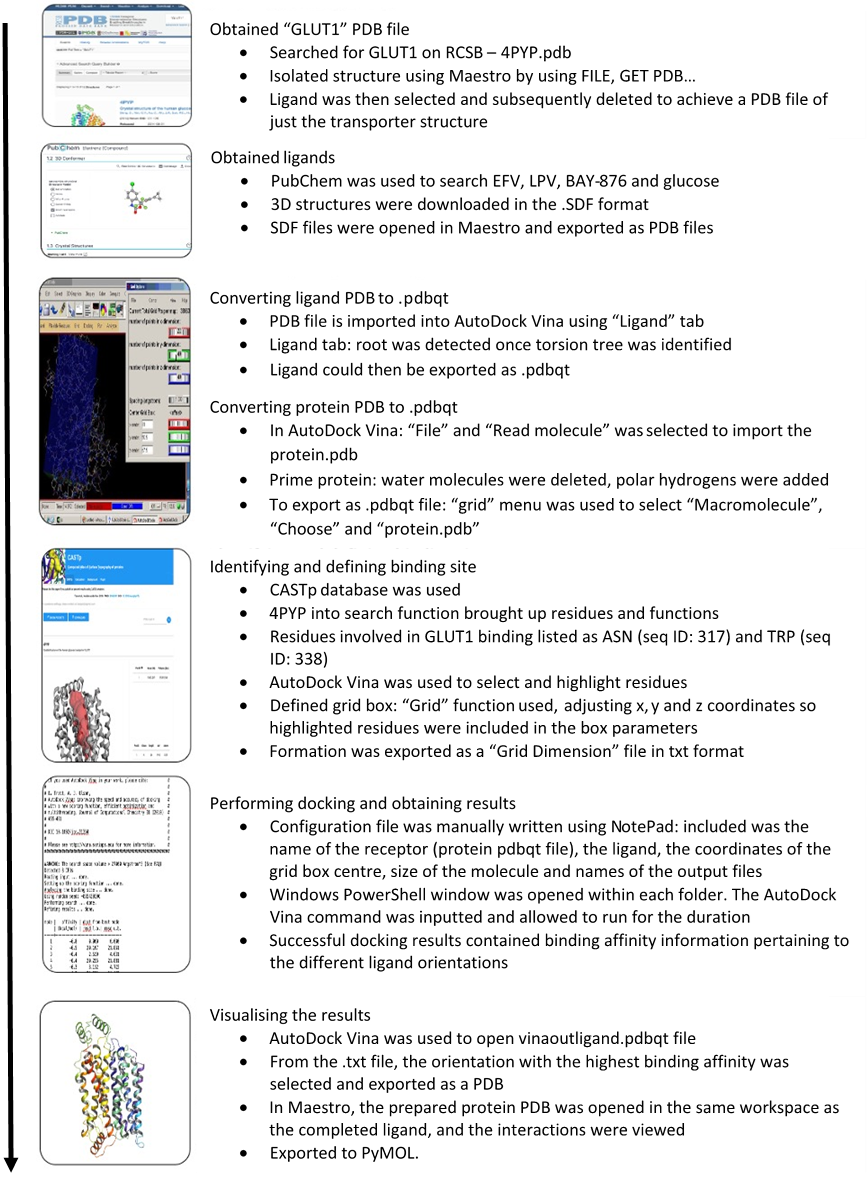 Obtained “GLUT1” PDB file
• Searched for GLUT1 on RCSB – 4PYP.pdb
• Isolated structure using Maestro by using FILE, GET PDB…
• Ligand was then selected and subsequently deleted to achieve a PDB file of
just the transporter structure
Obtained ligands
• PubChem was used to search EFV, LPV, BAY-876 and glucose
• 3D structures were downloaded in the .SDF format
• SDF files were opened in Maestro and exported as PDB files
Converting ligand PDB to .pdbqt
• PDB file is imported into AutoDock Vina using “Ligand” tab
• Ligand tab: root was detected once torsion tree was identified
• Ligand could then be exported as .pdbqt
Converting protein PDB to .pdbqt
• In AutoDock Vina: “File” and “Read molecule” was selected to import the
protein.pdb
• Prime protein: water molecules were deleted, polar hydrogens were added
• To export as .pdbqt file: “grid” menu was used to select “Macromolecule”,
“Choose” and “protein.pdb”
Identifying and defining binding site
• CASTp database was used
• 4PYP into search function brought up residues and functions
• Residues involved in GLUT1 binding listed as ASN (seq ID: 317) and TRP (seq
ID: 338)
• AutoDock Vina was used to select and highlight residues
• Defined grid box: “Grid” function used, adjusting x, y and z coordinates so
highlighted residues were included in the box parameters
• Formation was exported as a “Grid Dimension” file in txt format
Performing docking and obtaining results
• Configuration file was manually written using NotePad: included was the
name of the receptor (protein pdbqt file), the ligand, the coordinates of the
grid box centre, size of the molecule and names of the output files
• Windows PowerShell window was opened within each folder. The AutoDock
Vina command was inputted and allowed to run for the duration
• Successful docking results contained binding affinity information pertaining to
the different ligand orientations
Visualising the results
• AutoDock Vina was used to open vinaoutligand.pdbqt file
• From the .txt file, the orientation with the highest binding affinity was
selected and exported as a PDB
• In Maestro, the prepared protein PDB was opened in the same workspace as
the completed ligand, and the interactions were viewed
• Exported to PyMOL.
PDB
4PYP
PubChem
1.2 3D Conformer
1.3 Crystal Structures
CASTp